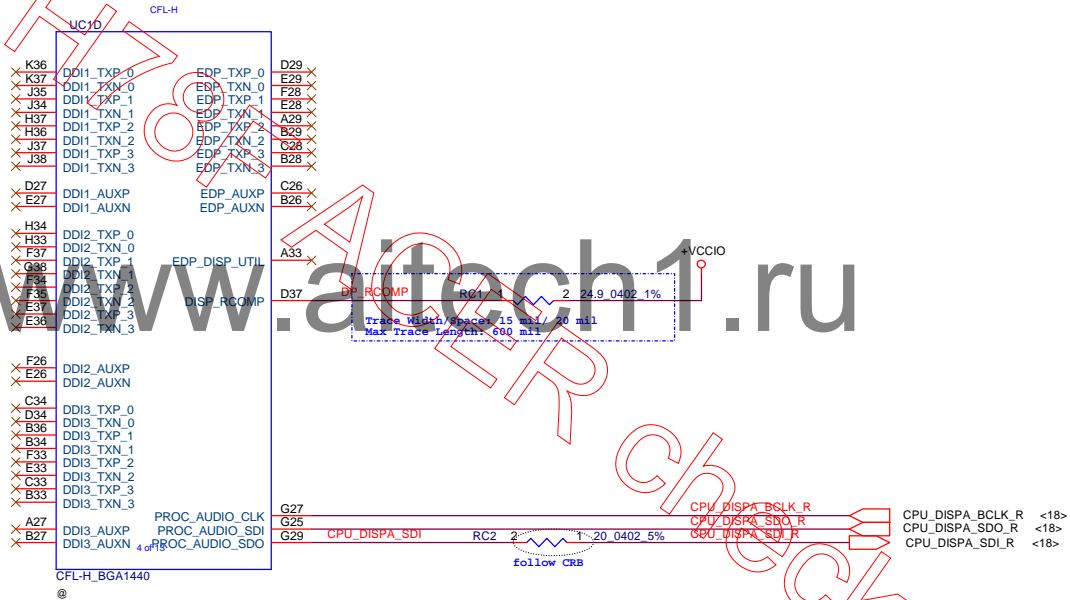 CFL-H
UC1D
K36 DDI1_TXP_0 EDP_TXP_0 D29
K37 DDI1_TXN_0 EDP_TXN_0 E29
J35 DDI1_TXP_1 EDP_TXP_1 F28
J34 DDI1_TXN_1 EDP_TXN_1 E28
H37 DDI1_TXP_2 EDP_TXP_2 A29
H36 DDI1_TXN_2 EDP_TXN_2 B29
J37 DDI1_TXP_3 EDP_TXP_3 C28
J38 DDI1_TXN_3 EDP_TXN_3 B28
D27 DDI1_AUXP EDP_AUXP C26
E27 DDI1_AUXN EDP_AUXN B26
H34 DDI2_TXP_0
H33 DDI2_TXN_0
F37 DDI2_TXP_1 EDP_DISP_UTIL A33
G38 DDI2_TXN_1
F34 DDI2_TXP_2
F35 DDI2_TXN_2 DISP_RCOMP D37 DP_RCOMP RC1 1 2 24.9_0402_1% +VCCIO
E37 DDI2_TXP_3
E36 DDI2_TXN_3
Trace Width/Space: 15 mil/ 20 mil
Max Trace Length: 600 mil
F26 DDI2_AUXP
E26 DDI2_AUXN
C34 DDI3_TXP_0
D34 DDI3_TXN_0
B36 DDI3_TXP_1
B34 DDI3_TXN_1
F33 DDI3_TXP_2
E33 DDI3_TXN_2
C33 DDI3_TXP_3
B33 DDI3_TXN_3
PROC_AUDIO_CLK G27 CPU_DISPA_BCLK_R CPU_DISPA_BCLK_R <18>
A27 DDI3_AUXP PROC_AUDIO_SDI G25 CPU_DISPA_SDO_R CPU_DISPA_SDO_R <18>
B27 DDI3_AUXN PROC_AUDIO_SDO G29 CPU_DISPA_SDI RC2 2 1 20_0402_5% CPU_DISPA_SDI_R CPU_DISPA_SDI_R <18>
4 of 13
follow CRB
CFL-H_BGA1440
@
www.aitech1.ru
ACER check